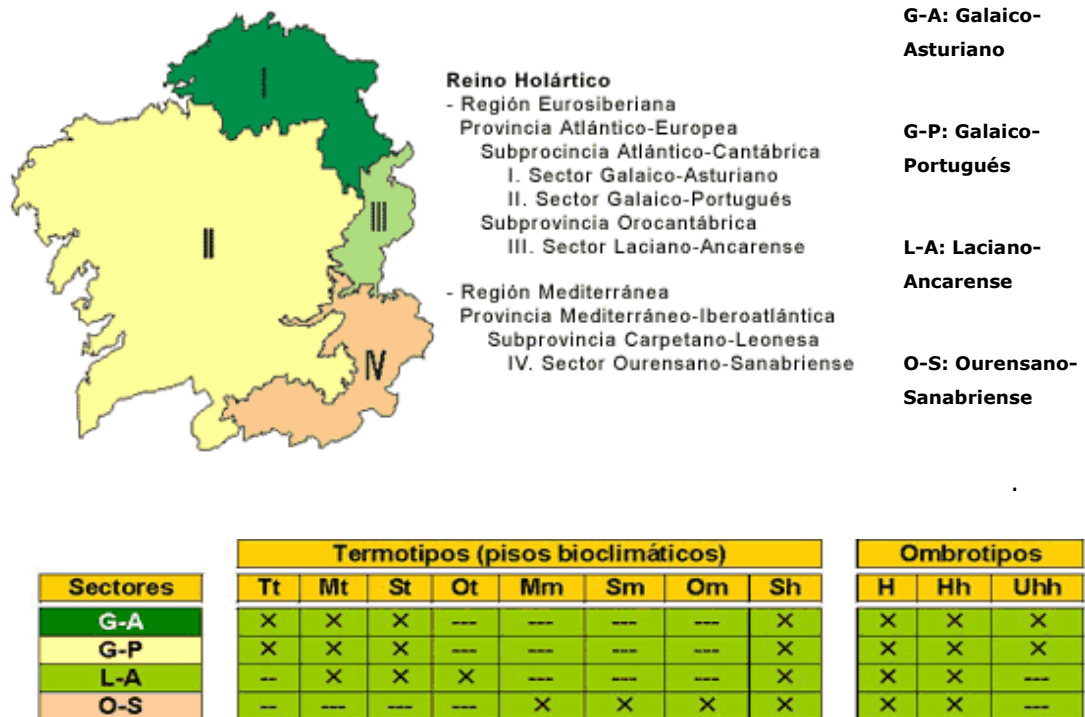 I
II
III
IV
Reino Holártico
- Región Eurosiberiana
Provincia Atlántico-Europea
Subprocincia Atlántico-Cantábrica
I. Sector Galaico-Asturiano
II. Sector Galaico-Portugués
Subprovincia Orocantábrica
III. Sector Laciano-Ancarense
- Región Mediterránea
Provincia Mediterráneo-Iberoatlántica
Subprovincia Carpetano-Leonesa
IV. Sector Ourensano-Sanabriense
G-A: Galaico-
Asturiano
G-P: Galaico-
Portugués
L-A: Laciano-
Ancarense
O-S: Ourensano-
Sanabriense
.
Termotipos (pisos bioclimáticos) Ombrotipos
Sectores Tt Mt St Ot Mm Sm Om Sh H Hh Uhh
G-A × × × --- --- --- --- × × × ×
G-P × × × --- --- --- --- × × × ×
L-A -- × × × --- --- --- × × × ---
O-S -- --- --- --- × × × × × × ---